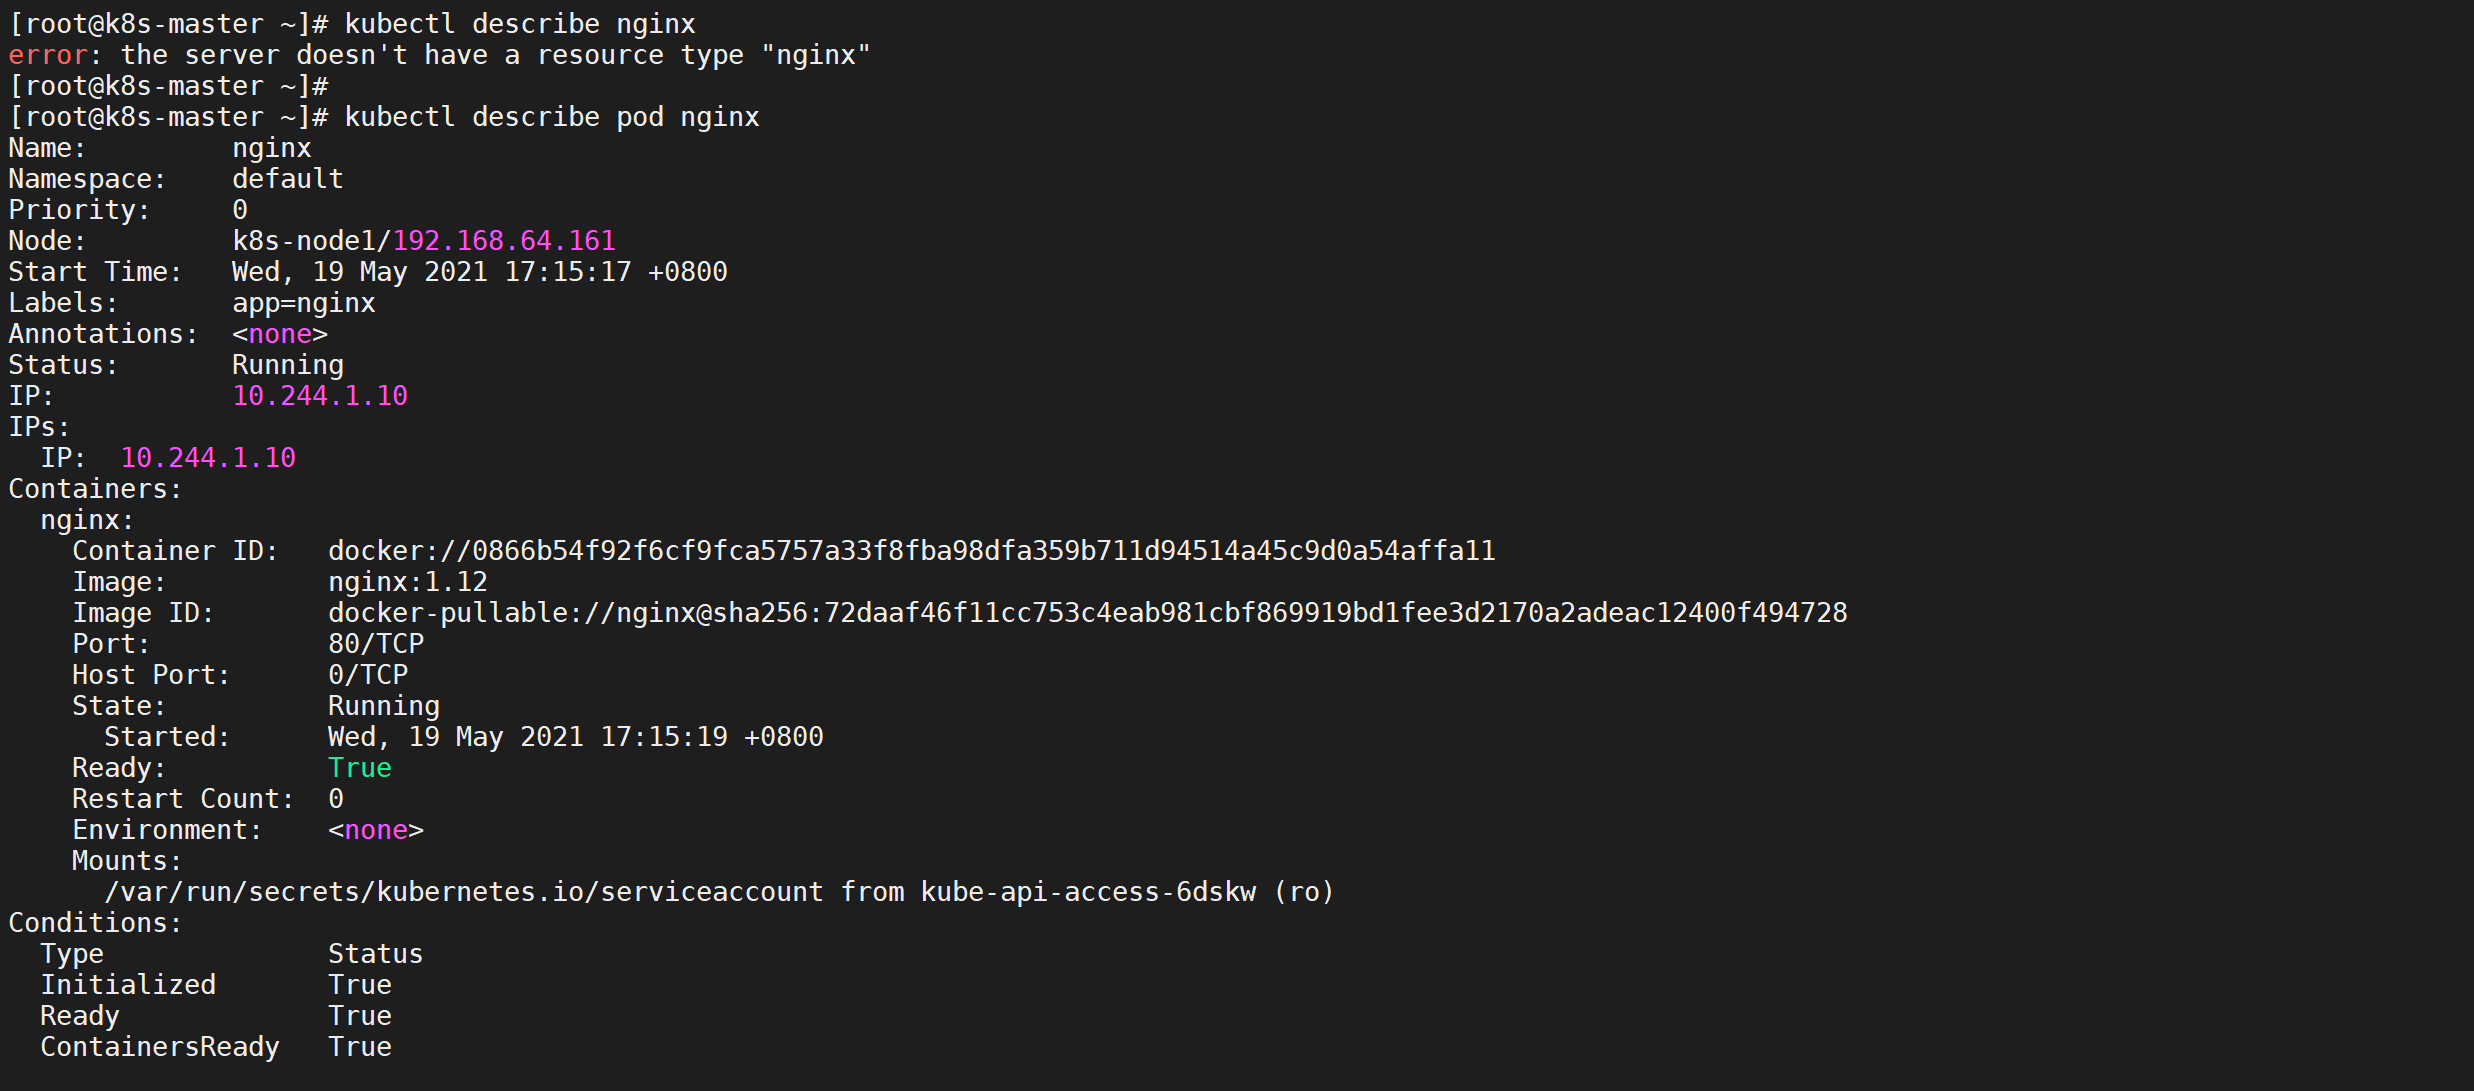 [root@k8s-master ~]# kubectl describe nginx
error: the server doesn't have a resource type "nginx"
[root@k8s-master ~]#
[root@k8s-master ~]# kubectl describe pod nginx
Name:         nginx
Namespace:    default
Priority:     0
Node:         k8s-node1/192.168.64.161
Start Time:   Wed, 19 May 2021 17:15:17 +0800
Labels:       app=nginx
Annotations:  <none>
Status:       Running
IP:           10.244.1.10
IPs:
  IP:  10.244.1.10
Containers:
  nginx:
    Container ID:   docker://0866b54f92f6cf9fca5757a33f8fba98dfa359b711d94514a45c9d0a54affa11
    Image:          nginx:1.12
    Image ID:       docker-pullable://nginx@sha256:72daaf46f11cc753c4eab981cbf869919bd1fee3d2170a2adeac12400f494728
    Port:           80/TCP
    Host Port:      0/TCP
    State:          Running
      Started:      Wed, 19 May 2021 17:15:19 +0800
    Ready:          True
    Restart Count:  0
    Environment:    <none>
    Mounts:
      /var/run/secrets/kubernetes.io/serviceaccount from kube-api-access-6dskw (ro)
Conditions:
  Type              Status
  Initialized       True
  Ready             True
  ContainersReady   True